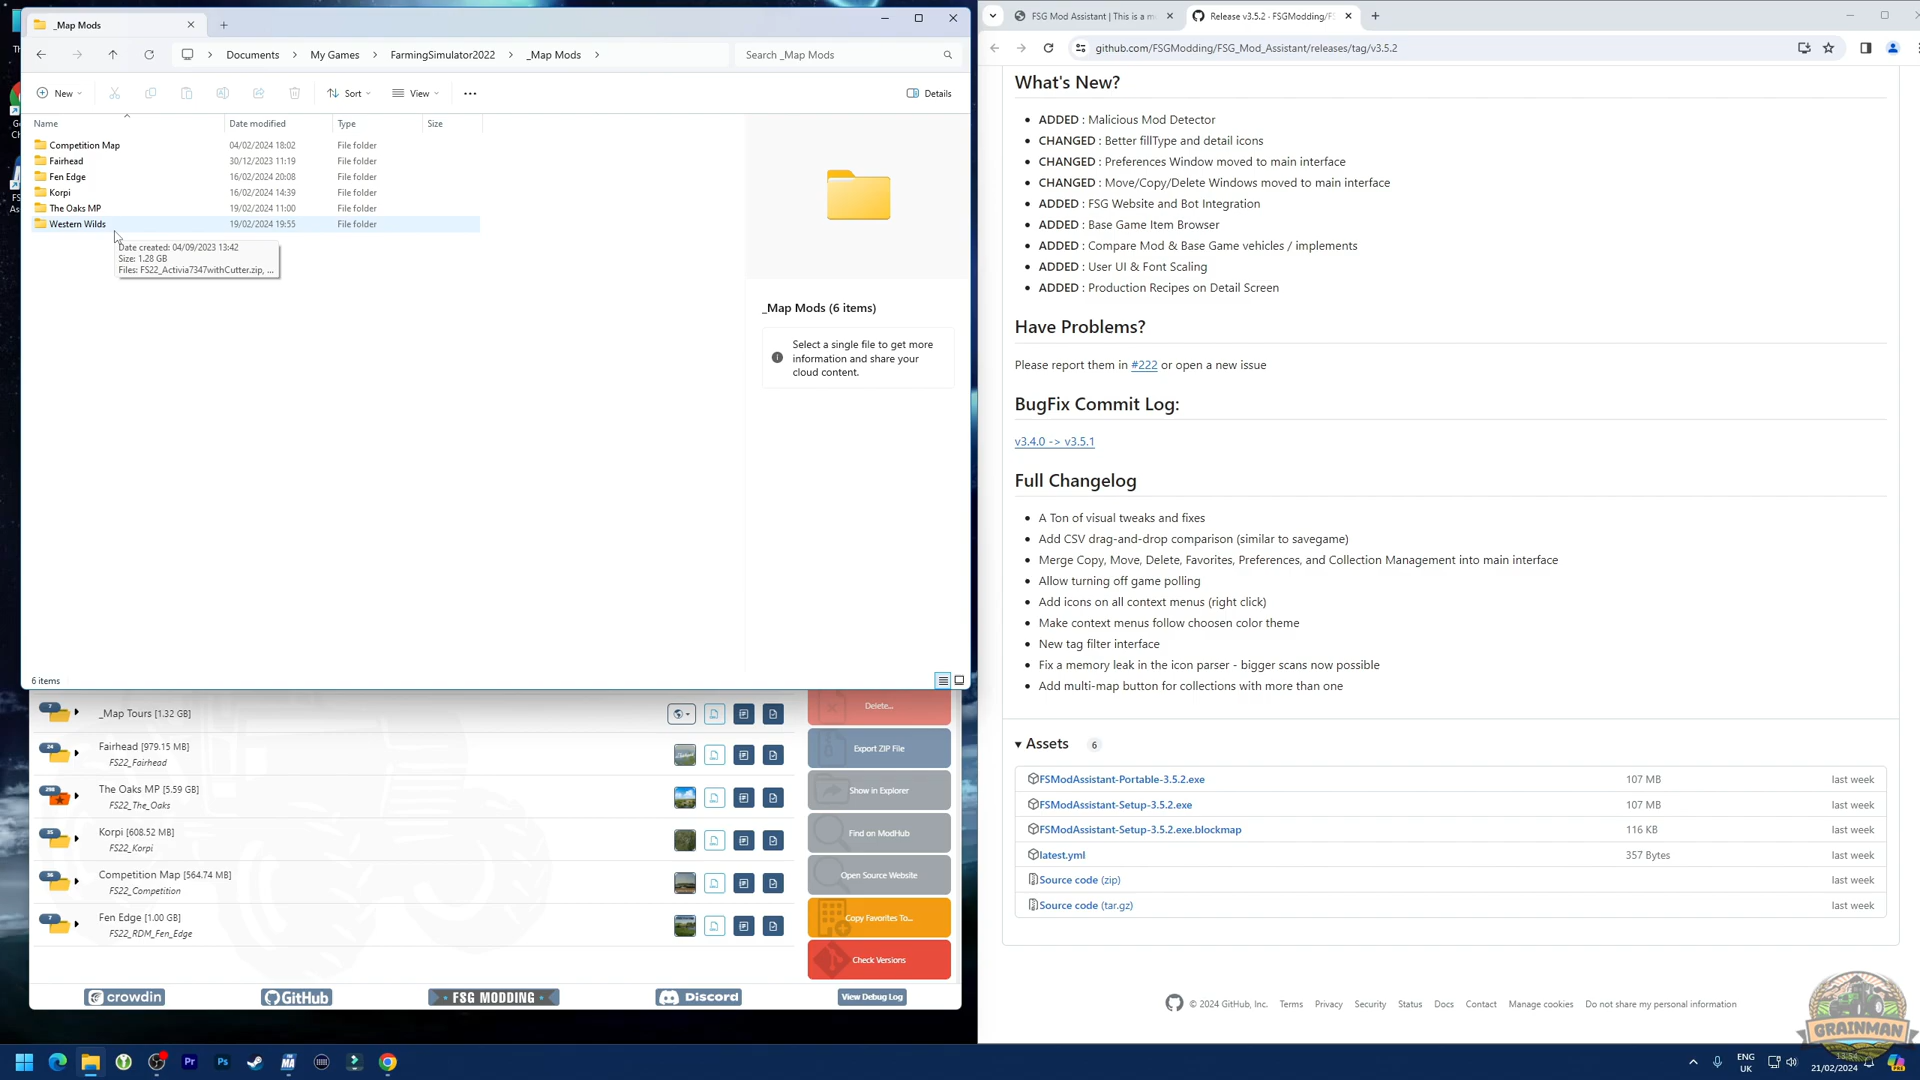 _Map Mods
Documents > My Games > FarmingSimulator2022 > _Map Mods >
Search _Map Mods
New
Sort
View
Details
Name Date modified Type Size
Competition Map 04/02/2024 18:02 File folder
Fairhead 30/12/2023 11:19 File folder
Fen Edge 16/02/2024 20:08 File folder
Korpi 16/02/2024 14:39 File folder
The Oaks MP 19/02/2024 11:00 File folder
Western Wilds 19/02/2024 19:55 File folder
Date created: 04/09/2023 13:42
Size: 1.28 GB
Files: FS22_Activia7347withCutter.zip, ...
_Map Mods (6 items)
Select a single file to get more
information and share your
cloud content.
6 items
_Map Tours [1.32 GB]
Fairhead [979.15 MB]
FS22_Fairhead
The Oaks MP [5.59 GB]
FS22_The_Oaks
Korpi [608.52 MB]
FS22_Korpi
Competition Map [564.74 MB]
FS22_Competition
Fen Edge [1.00 GB]
FS22_RDM_Fen_Edge
Delete...
Export ZIP File
Show in Explorer
Find on ModHub
Open Source Website
Copy Favorites To...
Check Versions
crowdin
GitHub
FSG MODDING
Discord
View Debug Log
FSG Mod Assistant | This is a m
Release v3.5.2 · FSGModding/F
github.com/FSGModding/FSG_Mod_Assistant/releases/tag/v3.5.2
What's New?
ADDED : Malicious Mod Detector
CHANGED : Better fillType and detail icons
CHANGED : Preferences Window moved to main interface
CHANGED : Move/Copy/Delete Windows moved to main interface
ADDED : FSG Website and Bot Integration
ADDED : Base Game Item Browser
ADDED : Compare Mod & Base Game vehicles / implements
ADDED : User UI & Font Scaling
ADDED : Production Recipes on Detail Screen
Have Problems?
Please report them in #222 or open a new issue
BugFix Commit Log:
v3.4.0 -> v3.5.1
Full Changelog
A Ton of visual tweaks and fixes
Add CSV drag-and-drop comparison (similar to savegame)
Merge Copy, Move, Delete, Favorites, Preferences, and Collection Management into main interface
Allow turning off game polling
Add icons on all context menus (right click)
Make context menus follow choosen color theme
New tag filter interface
Fix a memory leak in the icon parser - bigger scans now possible
Add multi-map button for collections with more than one
Assets 6
FSModAssistant-Portable-3.5.2.exe 107 MB last week
FSModAssistant-Setup-3.5.2.exe 107 MB last week
FSModAssistant-Setup-3.5.2.exe.blockmap 116 KB last week
latest.yml 357 Bytes last week
Source code (zip) last week
Source code (tar.gz) last week
© 2024 GitHub, Inc. Terms Privacy Security Status Docs Contact Manage cookies Do not share my personal information
GRAINMAN
ENG
UK
21/02/2024